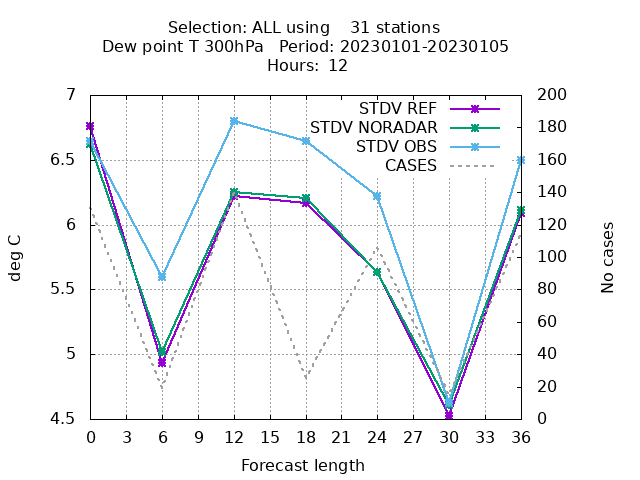 Selection: ALL using    31 stations
Dew point T 300hPa   Period: 20230101-20230105
Hours:  12
7 200
STDV REF
STDV NORADAR
STDV OBS
CASES
180
6.5 160
140
6 120
100
5.5 80
60
5 40
20
4.5 0
deg C
No cases
0 3 6 9 12 15 18 21 24 27 30 33 36
Forecast length